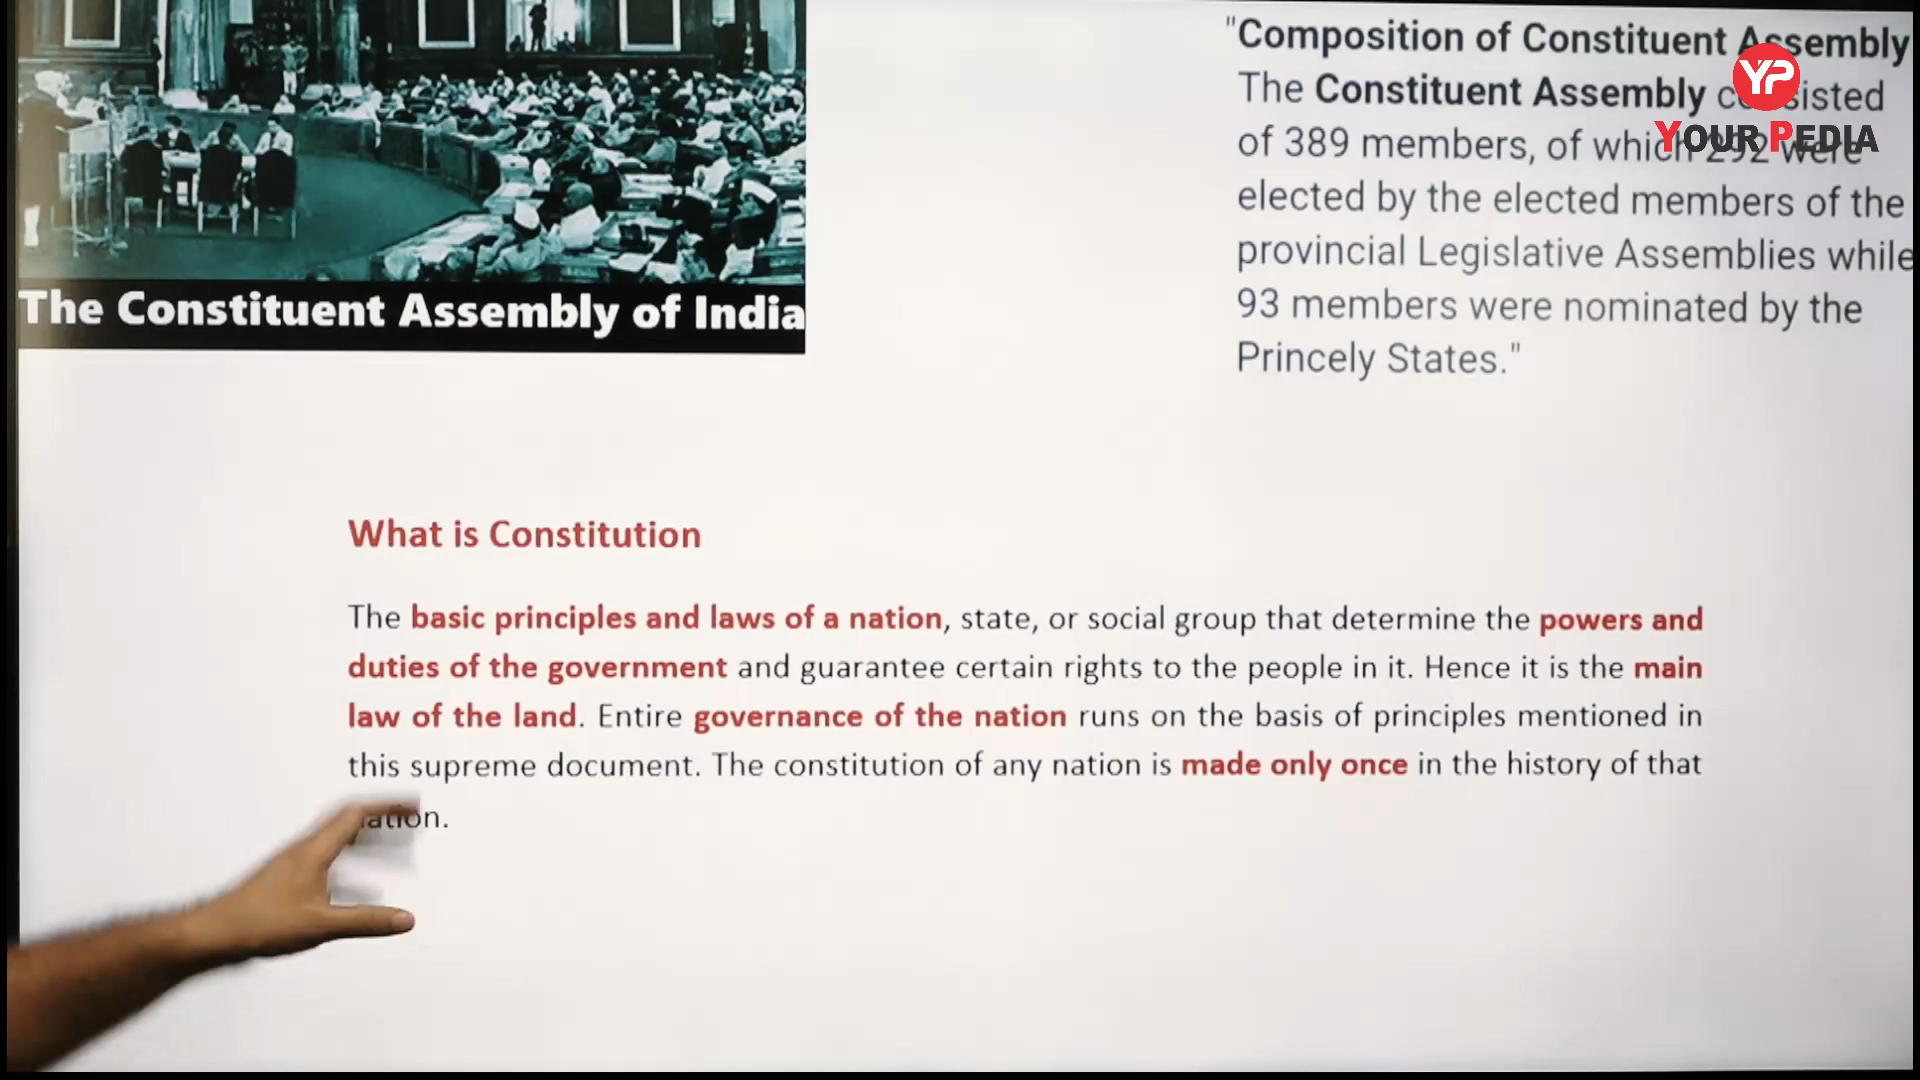 The Constituent Assembly of India
"Composition of Constituent Assembly
The Constituent Assembly consisted
of 389 members, of which 292 were
elected by the elected members of the
provincial Legislative Assemblies while
93 members were nominated by the
Princely States."
YP
YOUR PEDIA
What is Constitution
The basic principles and laws of a nation, state, or social group that determine the powers and
duties of the government and guarantee certain rights to the people in it. Hence it is the main
law of the land. Entire governance of the nation runs on the basis of principles mentioned in
this supreme document. The constitution of any nation is made only once in the history of that
nation.